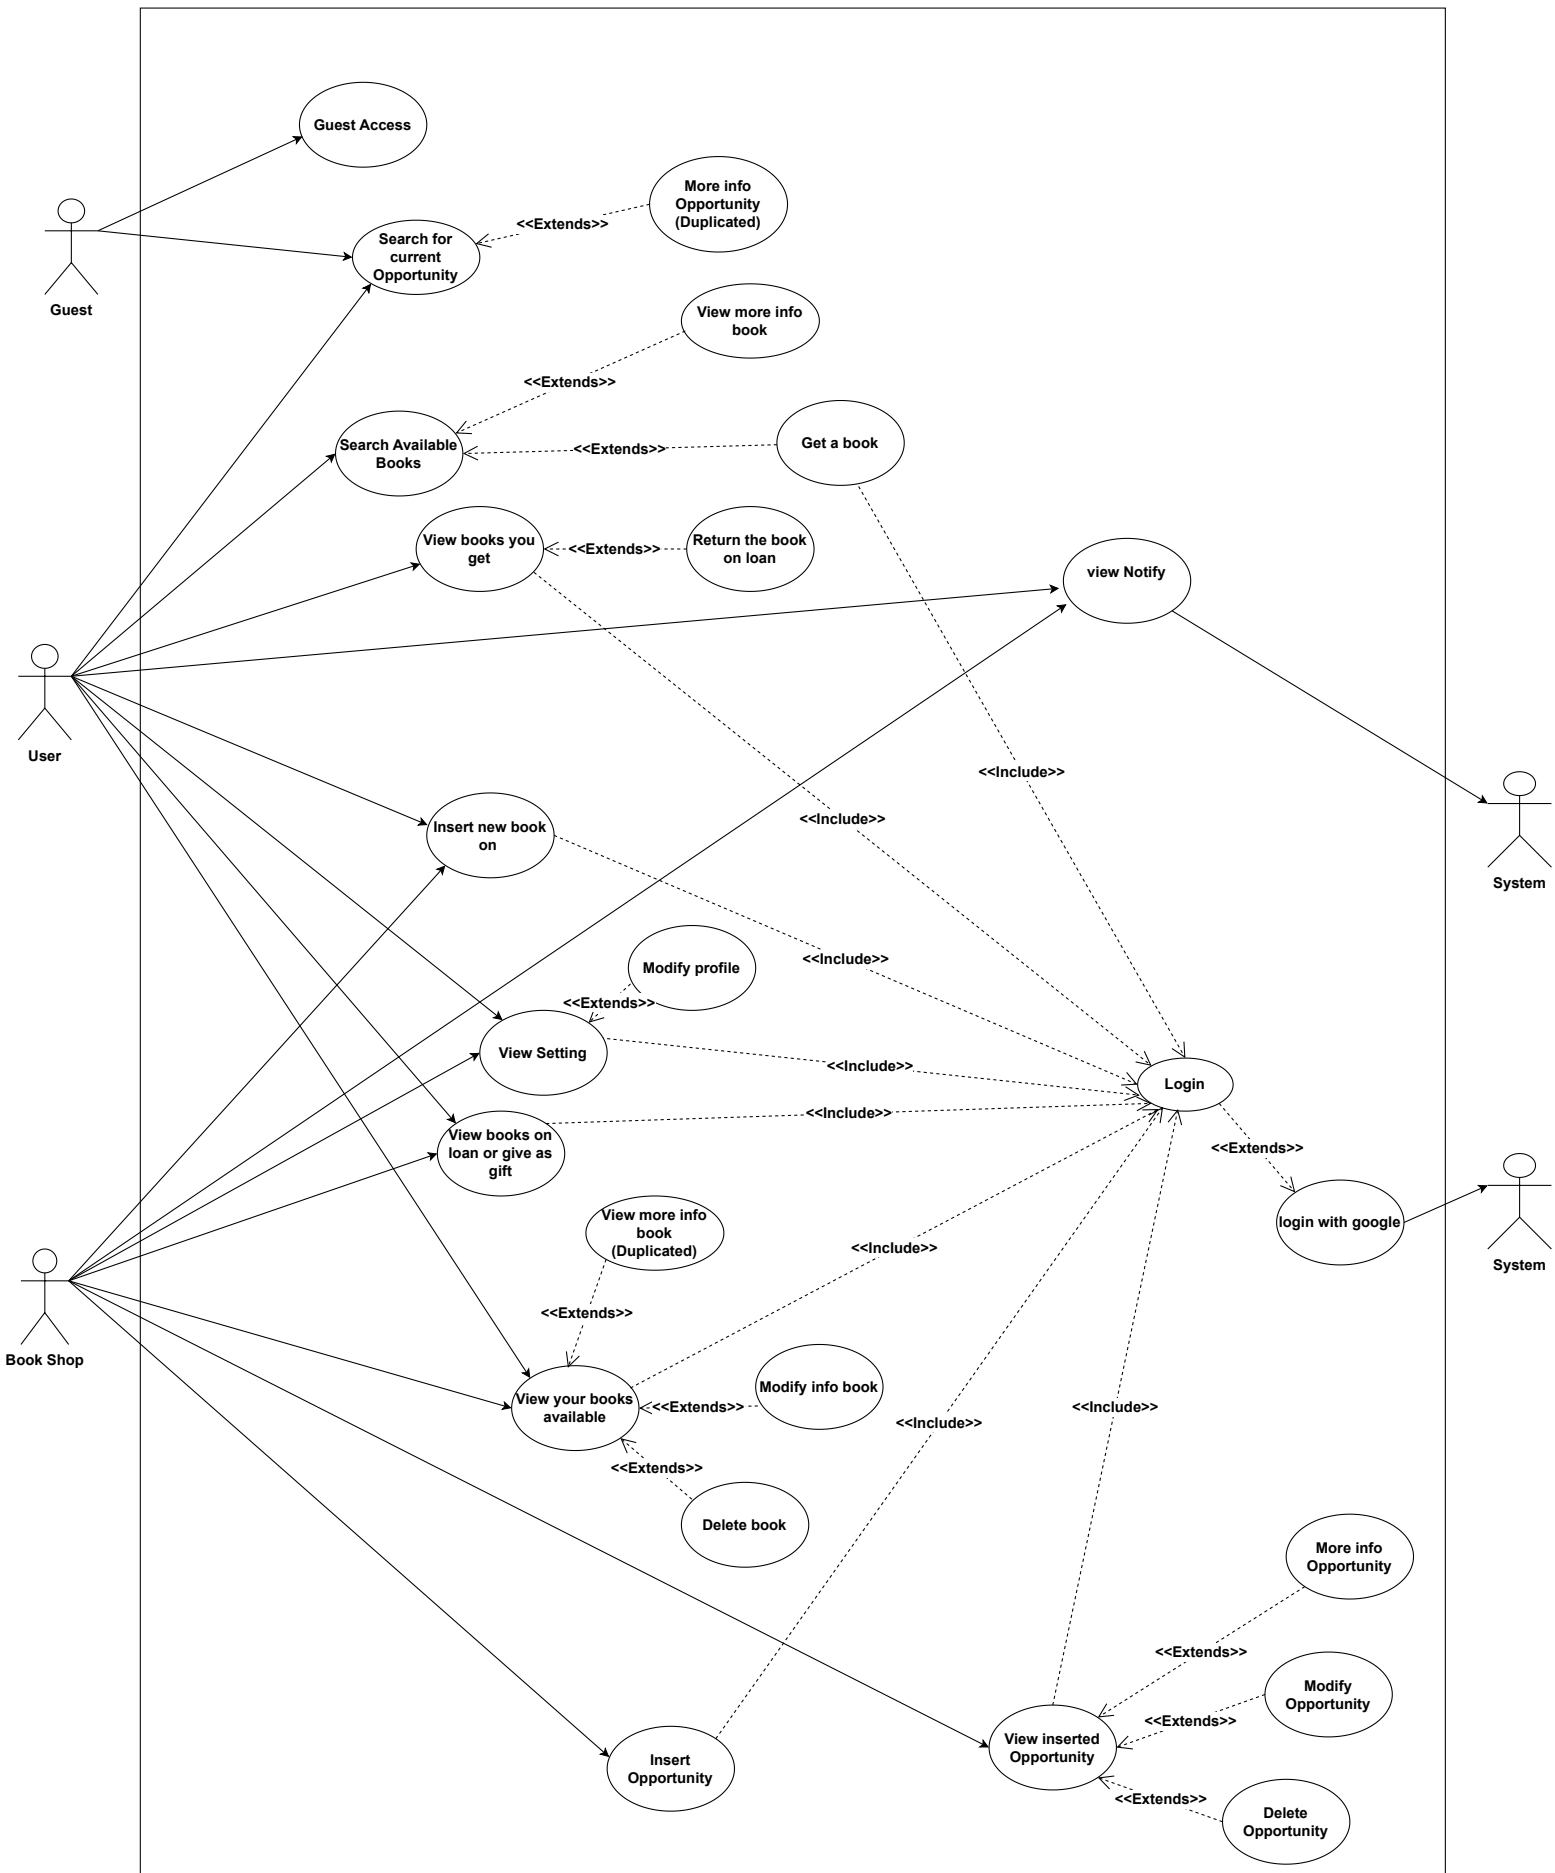 Guest Access
More info
Opportunity
(Duplicated)
<<Extends>>
Search for
current
Opportunity
Guest
View more info
book
<<Extends>>
Search Available
Books
<<Extends>>
Get a book
View books you
get
<<Extends>>
Return the book
on loan
view Notify
User
<<Include>>
<<Include>>
Insert new book
on
System
<<Include>>
Modify profile
<<Extends>>
View Setting
<<Include>>
Login
<<Include>>
View books on
loan or give as
gift
<<Extends>>
login with google
System
View more info
book
(Duplicated)
<<Include>>
<<Extends>>
Book Shop
View your books
available
<<Extends>>
Modify info book
<<Include>>
<<Include>>
<<Extends>>
Delete book
More info
Opportunity
<<Extends>>
Modify
Opportunity
<<Extends>>
View inserted
Opportunity
Insert
Opportunity
<<Extends>>
Delete
Opportunity